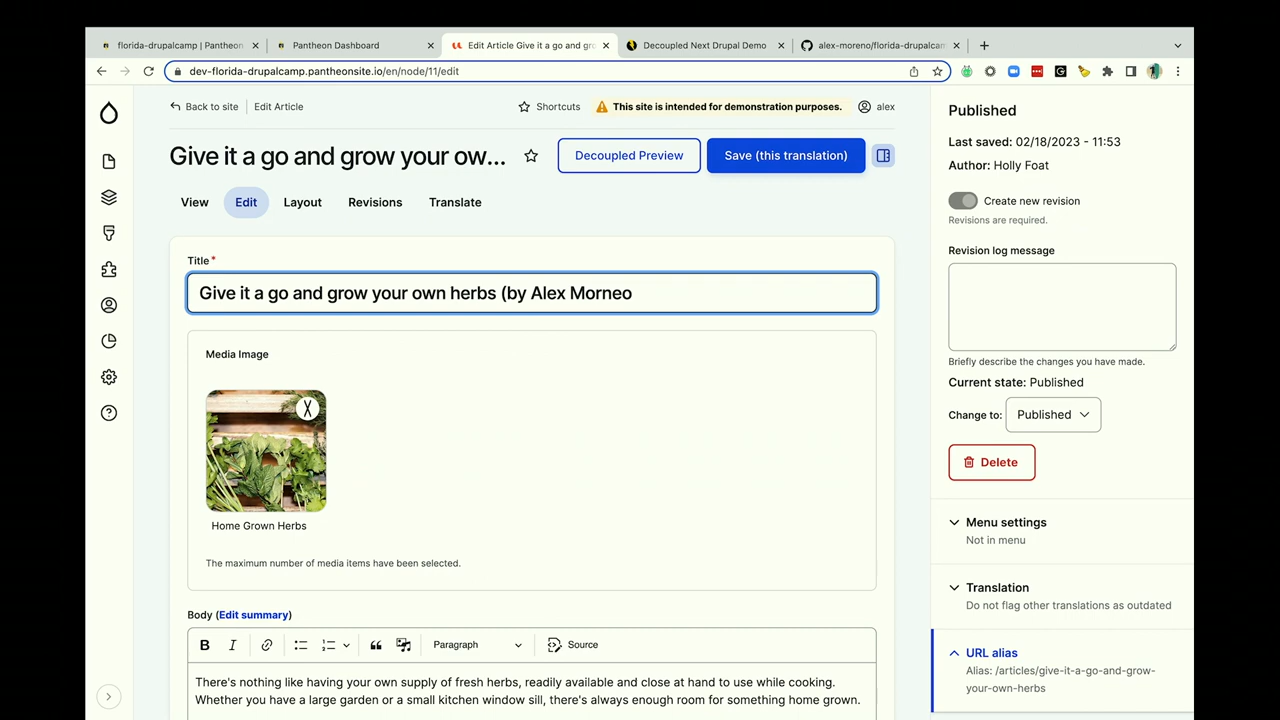 florida-drupalcamp | Pantheon
Pantheon Dashboard
Edit Article Give it a go and gro
Decoupled Next Drupal Demo
alex-moreno/florida-drupalcam
dev-florida-drupalcamp.pantheonsite.io/en/node/11/edit
Back to site
Edit Article
Shortcuts
This site is intended for demonstration purposes.
alex
Give it a go and grow your ow...
Decoupled Preview
Save (this translation)
View
Edit
Layout
Revisions
Translate
Title*
Give it a go and grow your own herbs (by Alex Morneo
Media Image
Home Grown Herbs
The maximum number of media items have been selected.
Body (Edit summary)
B I
Paragraph
Source
There's nothing like having your own supply of fresh herbs, readily available and close at hand to use while cooking.
Whether you have a large garden or a small kitchen window sill, there's always enough room for something home grown.
Published
Last saved: 02/18/2023 - 11:53
Author: Holly Foat
Create new revision
Revisions are required.
Revision log message
Briefly describe the changes you have made.
Current state: Published
Change to: Published
Delete
Menu settings
Not in menu
Translation
Do not flag other translations as outdated
URL alias
Alias: /articles/give-it-a-go-and-grow-
your-own-herbs